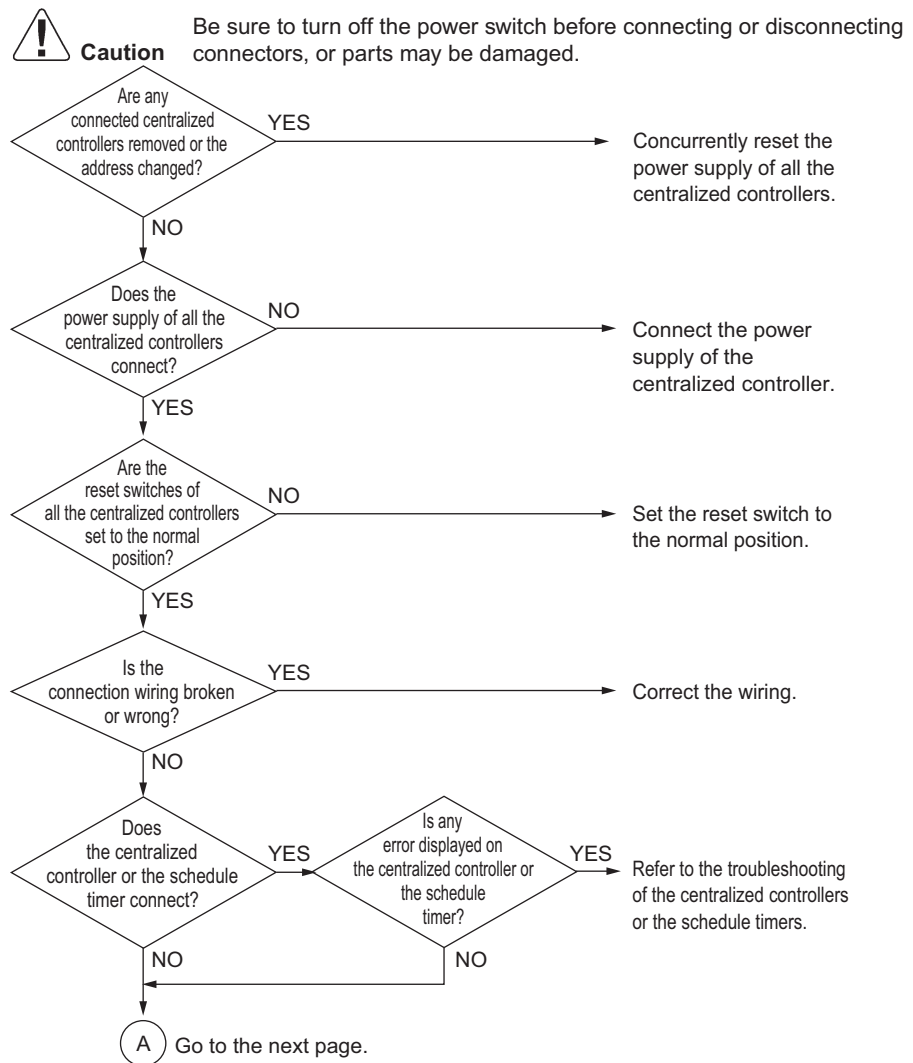 Be sure to turn off the power switch before connecting or disconnecting
Caution
connectors, or parts may be damaged.
Are any
connected centralized
controllers removed or the
address changed?
YES
Concurrently reset the
power supply of all the
centralized controllers.
NO
Does the
power supply of all the
centralized controllers
connect?
NO
Connect the power
supply of the
centralized controller.
YES
Are the
reset switches of
all the centralized controllers
set to the normal
position?
NO
Set the reset switch to
the normal position.
YES
Is the
connection wiring broken
or wrong?
YES
Correct the wiring.
NO
Does
the centralized
controller or the schedule
timer connect?
YES
Is any
error displayed on
the centralized controller or
the schedule
timer?
YES
Refer to the troubleshooting
of the centralized controllers
or the schedule timers.
NO
NO
A
Go to the next page.